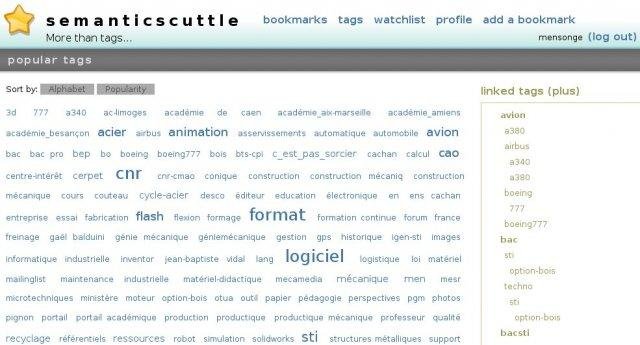 semanticscuttle
More than tags...
bookmarks tags watchlist profile add a bookmark
mensonge (log out)
popular tags
Sort by: Alphabet Popularity
3d 777 a340 ac-limoges académie de caen académie_aix-marseille académie_amiens
académie_besançon acier airbus animation asservissements automatique automobile avion
bac bac pro bep bo boeing boeing777 bois bts-cpi c_est_pas_sorcier cachan calcul cao
centre-intérêt cerpet cnr cnr-cmao conique construction construction mécaniq construction
mécanique cours couteau cycle-acier desco éditeur education électronique en ens cachan
entreprise essai fabrication flash flexion formage format formation continue forum france
freinage gaél balduini génie mécanique géniemécanique gestion gps historique igen-sti images
informatique industrielle inventor jean-baptiste vidal lang logiciel logistique loi matériel
mailinglist maintenance industrielle matériel-didactique mecamedia mécanique men mesr
microtechniques ministère moteur option-bois otua outil papier pédagogie perspectives pgm photos
pignon portail portail académique production productique productique mécanique professeur qualité
recyclage référentiels ressources robot simulation solidworks sti structures métalliques support
linked tags (plus)
avion
a380
airbus
a340
a380
boeing
777
boeing777
bac
sti
option-bois
techno
sti
option-bois
bacsti